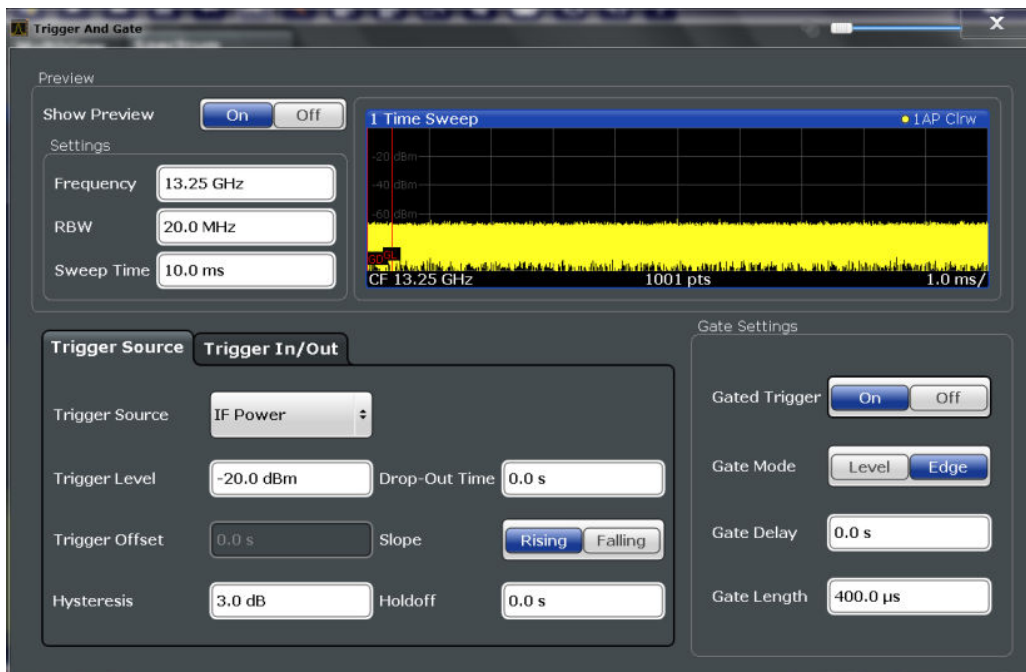 Trigger And Gate
X
Preview
Show Preview On Off
Settings
Frequency 13.25 GHz
RBW 20.0 MHz
Sweep Time 10.0 ms
1 Time Sweep 1AP Clrw
-20 dBm
-40 dBm
-60 dBm
GD GL
CF 13.25 GHz 1001 pts 1.0 ms/
Trigger Source Trigger In/Out
Trigger Source IF Power
Trigger Level -20.0 dBm Drop-Out Time 0.0 s
Trigger Offset 0.0 s Slope Rising Falling
Hysteresis 3.0 dB Holdoff 0.0 s
Gate Settings
Gated Trigger On Off
Gate Mode Level Edge
Gate Delay 0.0 s
Gate Length 400.0 µs